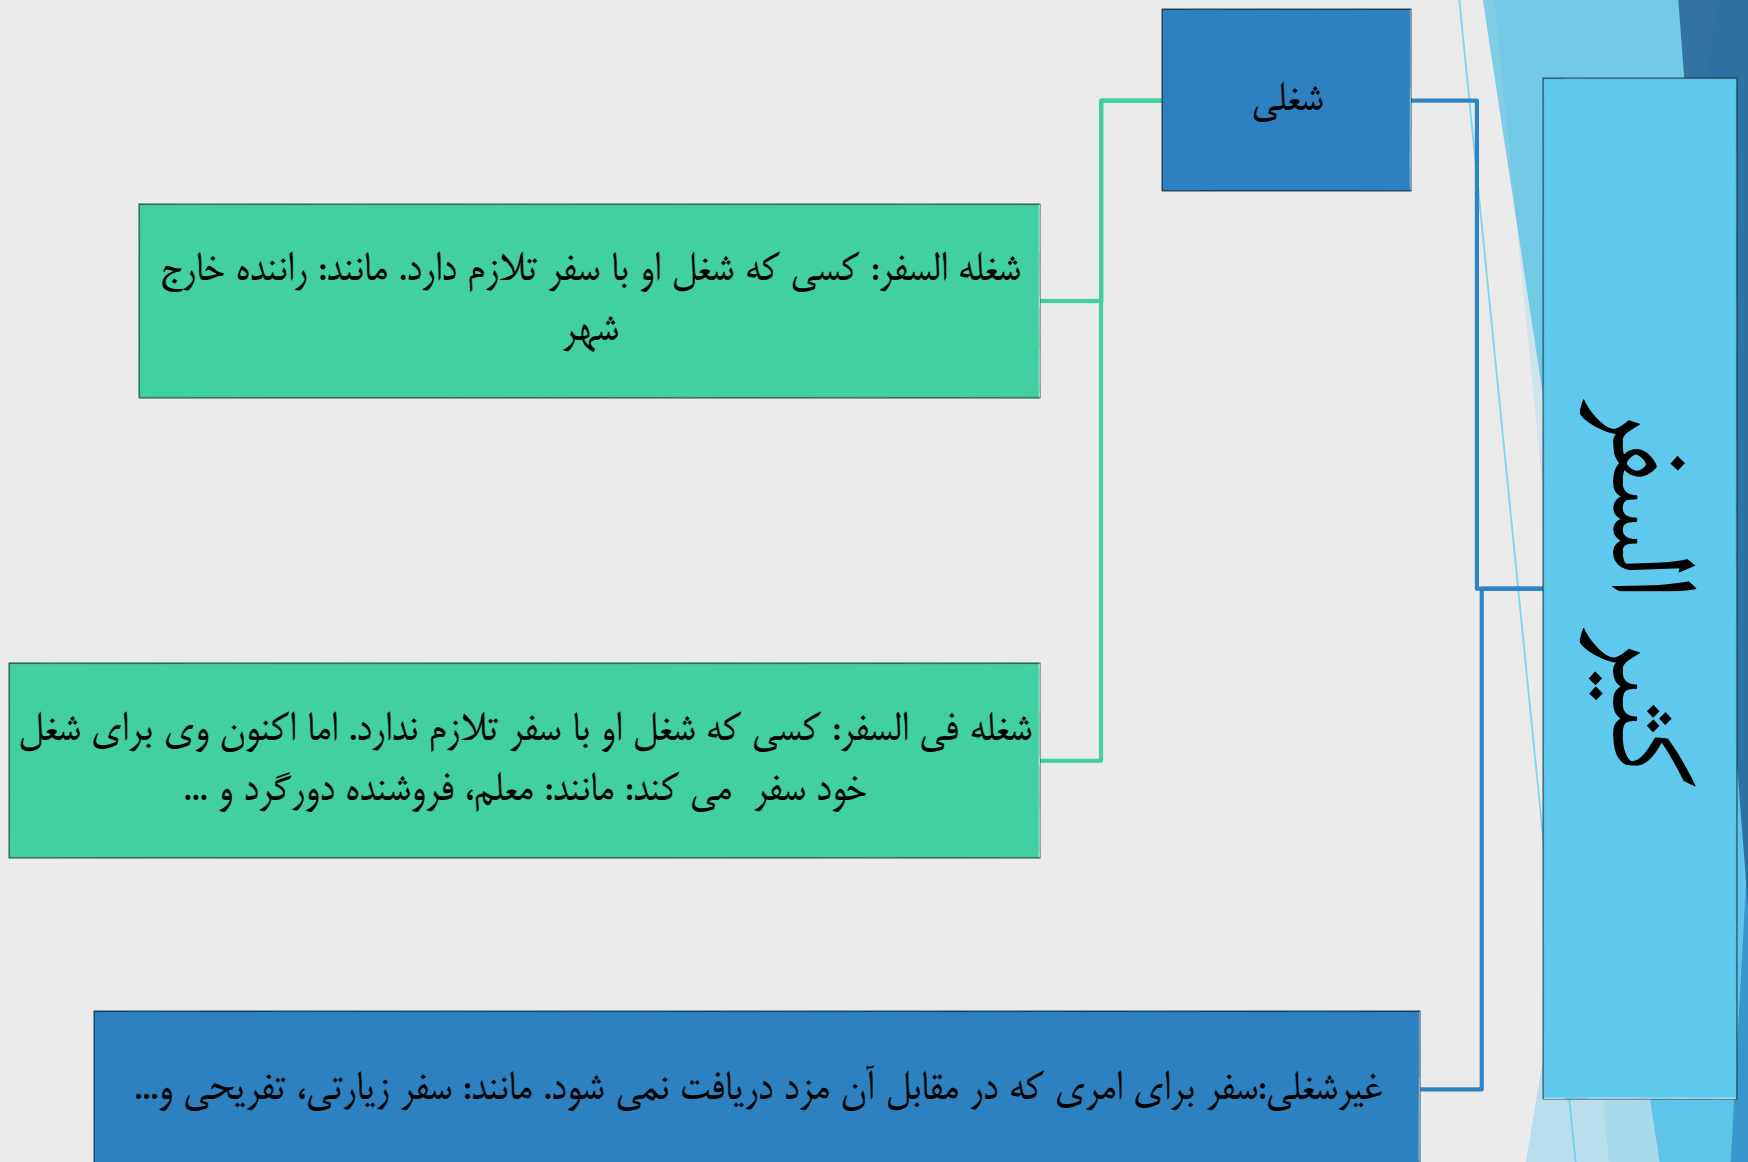 کثیر السفر
شغلی
شغله السفر: کسی که شغل او با سفر تلازم دارد. مانند: راننده خارج
شهر
شغله فی السفر: کسی که شغل او با سفر تلازم ندارد. اما اکنون وی برای شغل
خود سفر می کند: مانند: معلم، فروشنده دورگرد و ...
غیرشغلی:سفر برای امری که در مقابل آن مزد دریافت نمی شود. مانند: سفر زیارتی، تفریحی و...